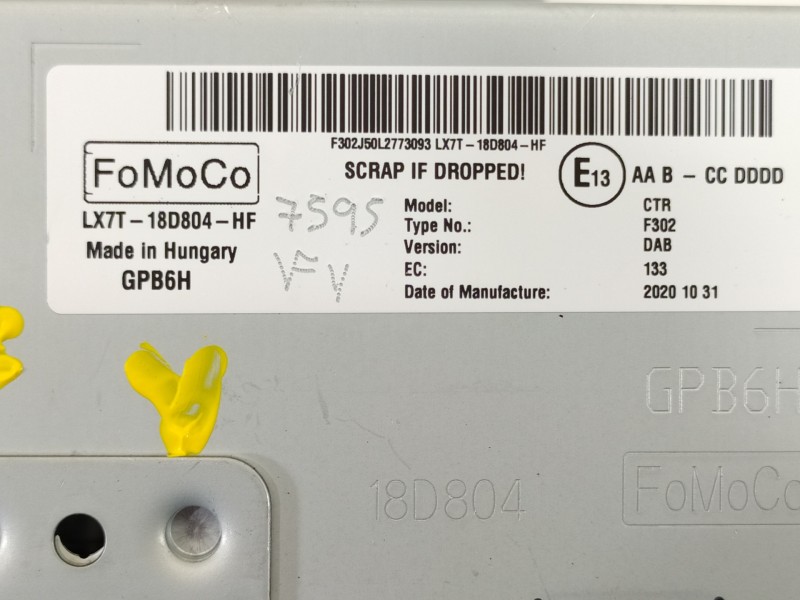 F302J50L2773093 LX7T-18D804-HF
FoMoCo
SCRAP IF DROPPED!
E13
AA B - CC DDDD
LX7T-18D804-HF
7595
Made in Hungary
GPB6H
Model: CTR
Type No.: F302
Version: DAB
EC: 133
Date of Manufacture: 2020 10 31
GPB6H
18D804
FoMoCo